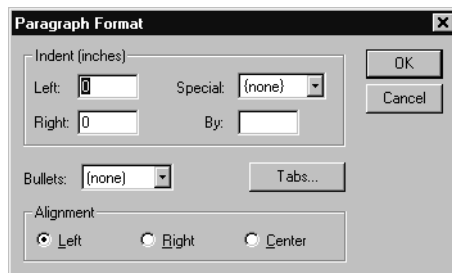 Paragraph Format
Indent (inches)
Left: 0 Special: (none)
Right: 0 By:
OK
Cancel
Bullets: (none) Tabs...
Alignment
Left Right Center